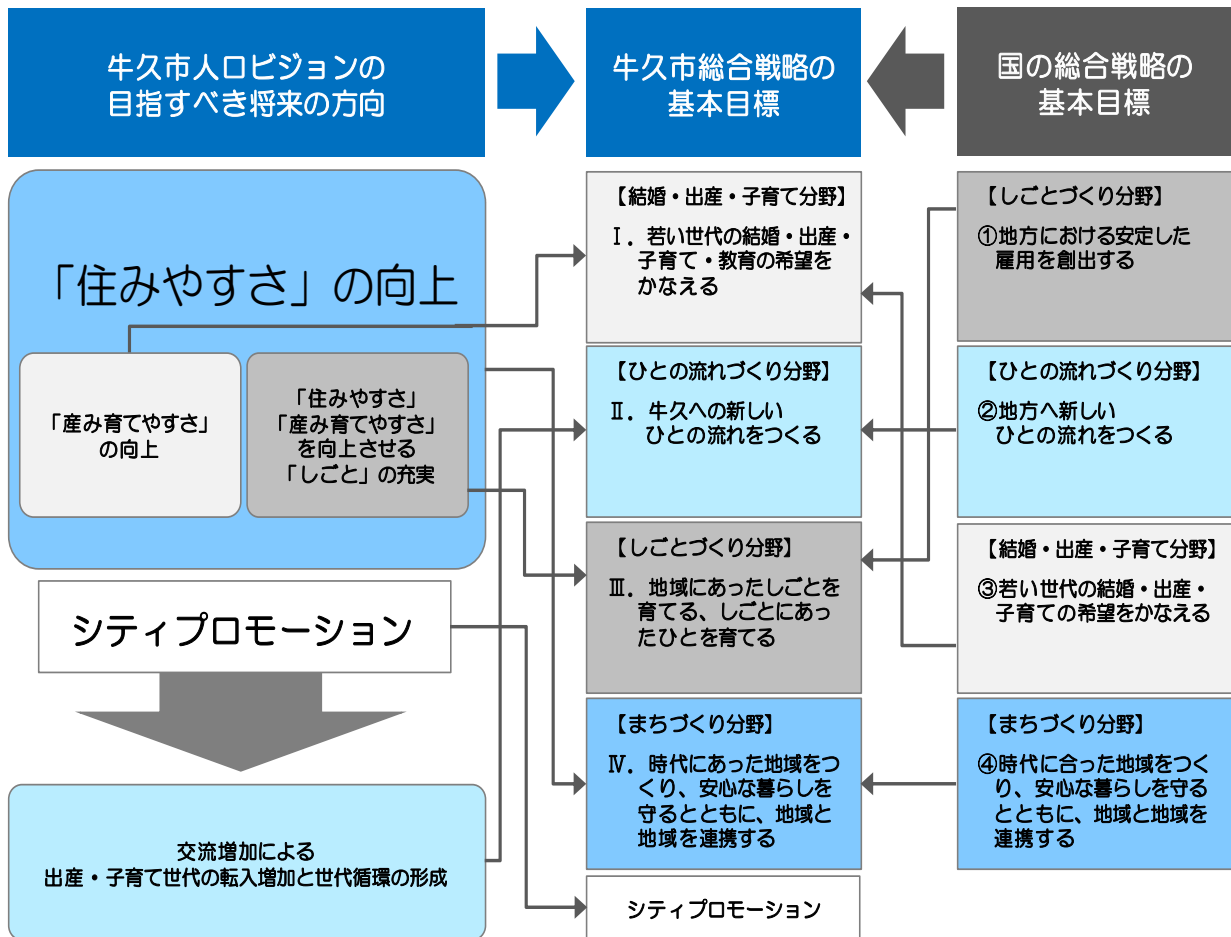 牛久市人口ビジョンの
目指すべき将来の方向
「住みやすさ」の向上
「産み育てやすさ」
の向上
「住みやすさ」
「産み育てやすさ」
を向上させる
「しごと」の充実
シティプロモーション
交流増加による
出産・子育て世代の転入増加と世代循環の形成
牛久市総合戦略の
基本目標
【結婚・出産・子育て分野】
Ⅰ．若い世代の結婚・出産・
子育て・教育の希望を
かなえる
【ひとの流れづくり分野】
Ⅱ．牛久への新しい
ひとの流れをつくる
【しごとづくり分野】
Ⅲ．地域にあったしごとを
育てる、しごとにあっ
たひとを育てる
【まちづくり分野】
Ⅳ．時代にあった地域をつ
くり、安心な暮らしを
守るとともに、地域と
地域を連携する
シティプロモーション
国の総合戦略の
基本目標
【しごとづくり分野】
①地方における安定した
雇用を創出する
【ひとの流れづくり分野】
②地方へ新しい
ひとの流れをつくる
【結婚・出産・子育て分野】
③若い世代の結婚・出産・
子育ての希望をかなえる
【まちづくり分野】
④時代に合った地域をつく
り、安心な暮らしを守る
とともに、地域と地域を
連携する